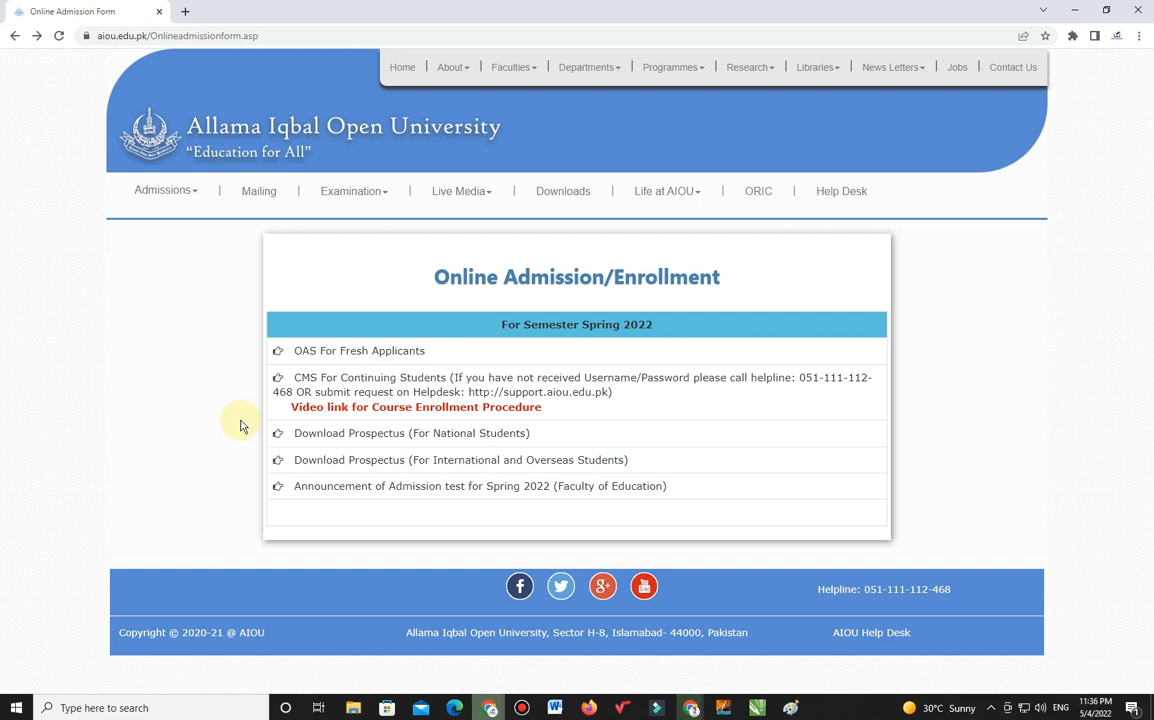 Online Admission Form
aiou.edu.pk/Onlineadmissionform.asp
Home | About | Faculties | Departments | Programmes | Research | Libraries | News Letters | Jobs | Contact Us
Allama Iqbal Open University
“Education for All”
Admissions | Mailing | Examination | Live Media | Downloads | Life at AIOU | ORIC | Help Desk
Online Admission/Enrollment
For Semester Spring 2022
OAS For Fresh Applicants
CMS For Continuing Students (If you have not received Username/Password please call helpline: 051-111-112-
468 OR submit request on Helpdesk: http://support.aiou.edu.pk)
Video link for Course Enrollment Procedure
Download Prospectus (For National Students)
Download Prospectus (For International and Overseas Students)
Announcement of Admission test for Spring 2022 (Faculty of Education)
Helpline: 051-111-112-468
Copyright © 2020-21 @ AIOU Allama Iqbal Open University, Sector H-8, Islamabad- 44000, Pakistan AIOU Help Desk
Type here to search
30°C Sunny
ENG
11:36 PM
5/4/2022